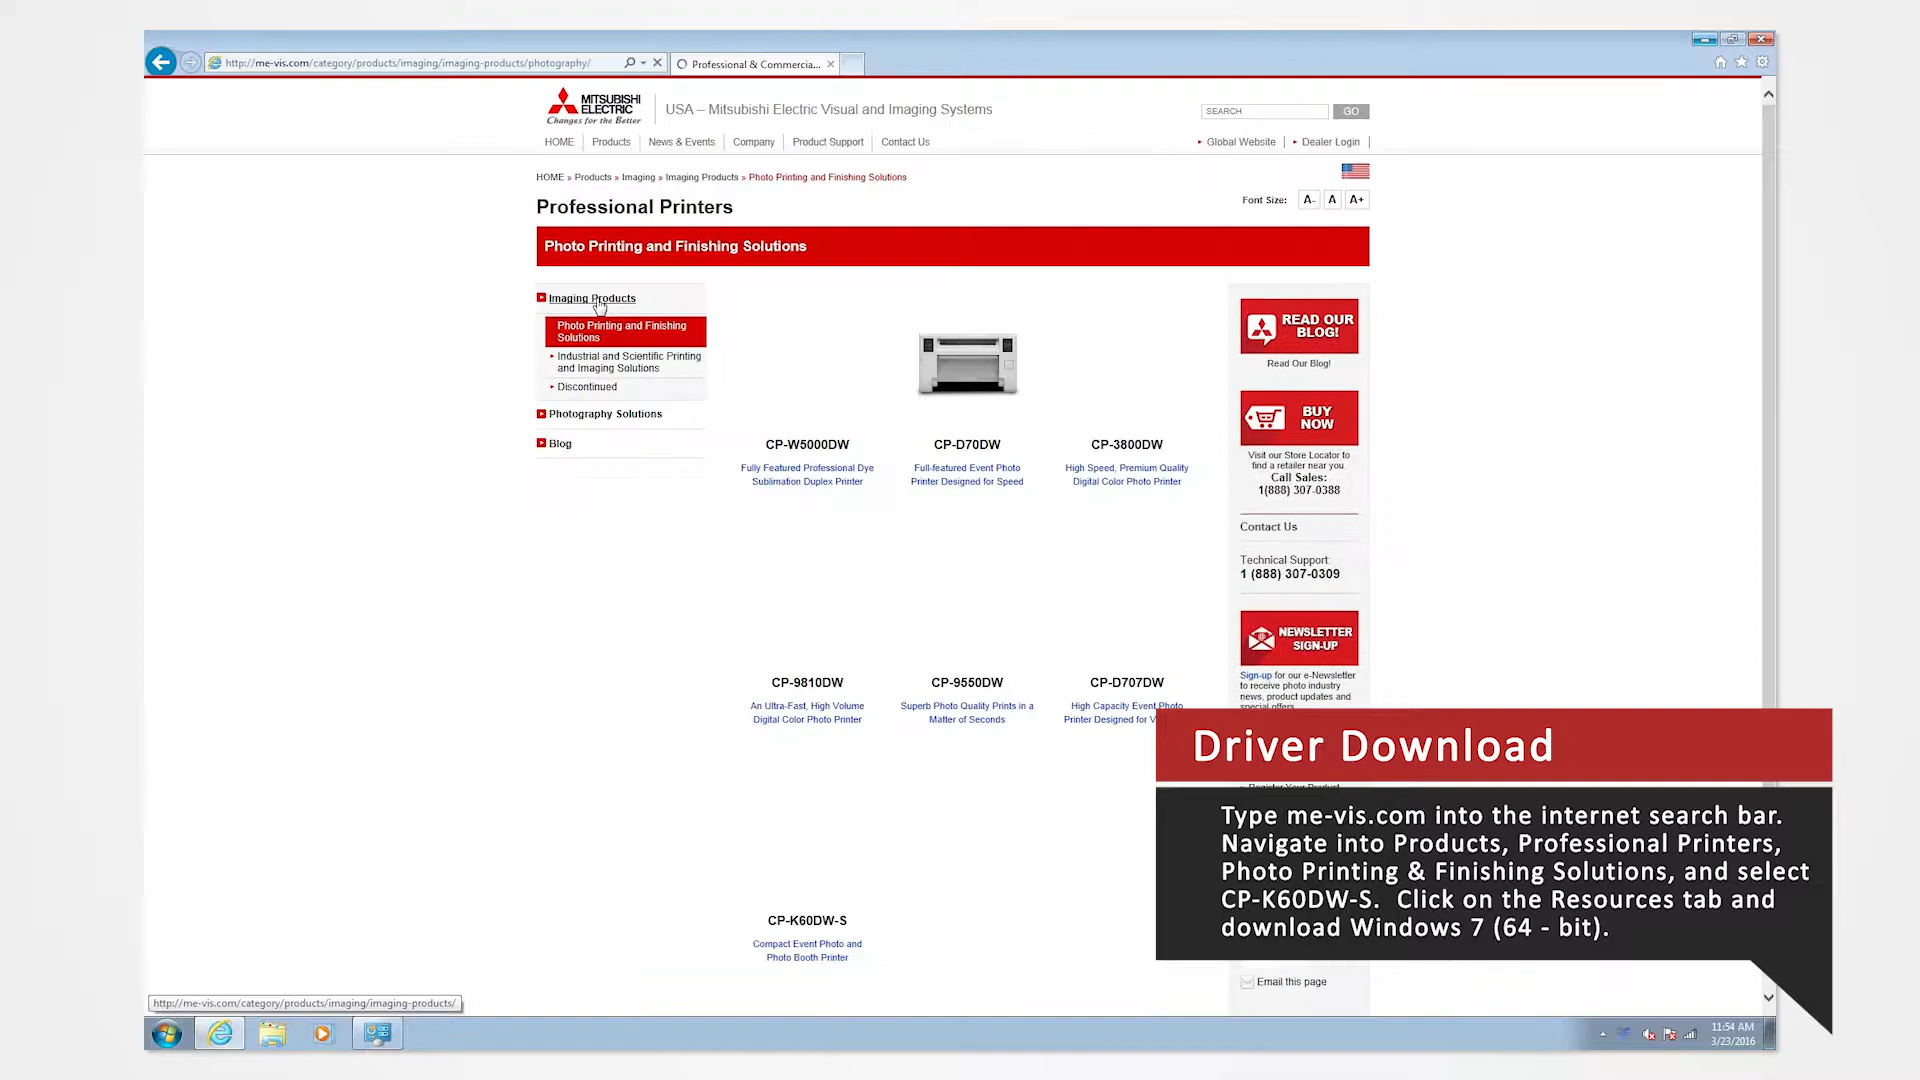 http://me-vis.com/category/products/imaging/imaging-products/photography/
Professional & Commercia...
MITSUBISHI
ELECTRIC
Changes for the Better
USA – Mitsubishi Electric Visual and Imaging Systems
SEARCH
GO
HOME
Products
News & Events
Company
Product Support
Contact Us
Global Website
Dealer Login
HOME » Products » Imaging » Imaging Products » Photo Printing and Finishing Solutions
Professional Printers
Font Size:
A-
A
A+
Photo Printing and Finishing Solutions
Imaging Products
Photo Printing and Finishing
Solutions
Industrial and Scientific Printing
and Imaging Solutions
Discontinued
Photography Solutions
Blog
CP-W5000DW
Fully Featured Professional Dye
Sublimation Duplex Printer
CP-D70DW
Full-featured Event Photo
Printer Designed for Speed
CP-3800DW
High Speed, Premium Quality
Digital Color Photo Printer
CP-9810DW
An Ultra-Fast, High Volume
Digital Color Photo Printer
CP-9550DW
Superb Photo Quality Prints in a
Matter of Seconds
CP-D707DW
High Capacity Event Photo
Printer Designed for
CP-K60DW-S
Compact Event Photo and
Photo Booth Printer
READ OUR
BLOG!
Read Our Blog!
BUY
NOW
Visit our Store Locator to
find a retailer near you.
Call Sales:
1(888) 307-0388
Contact Us
Technical Support:
1 (888) 307-0309
NEWSLETTER
SIGN-UP
Sign-up for our e-Newsletter
to receive photo industry
news, product updates and
special offers.
Register Your Product
Email this page
Driver Download
Type me-vis.com into the internet search bar.
Navigate into Products, Professional Printers,
Photo Printing & Finishing Solutions, and select
CP-K60DW-S. Click on the Resources tab and
download Windows 7 (64 - bit).
http://me-vis.com/category/products/imaging/imaging-products/
11:54 AM
3/23/2016